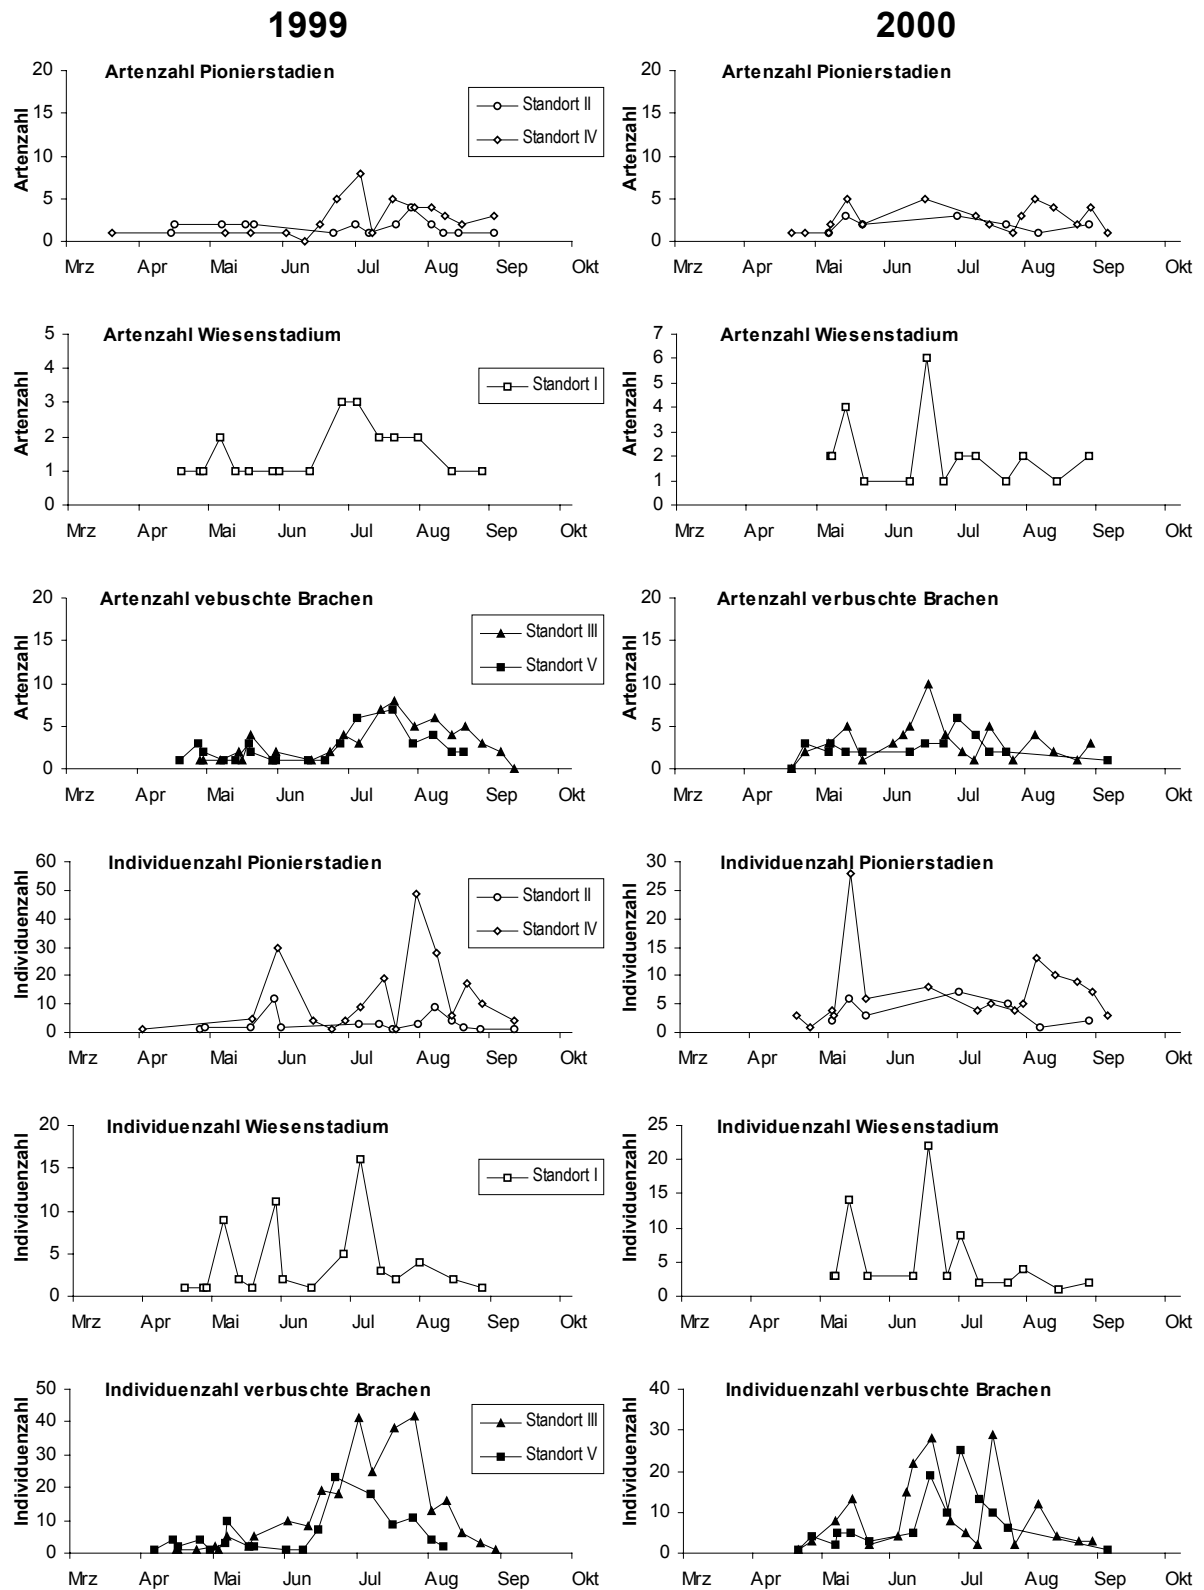 1999
2000
Artenzahl Pionierstadien
20
15
10
5
0
Artenzahl
Standort II
Standort IV
Mrz Apr Mai Jun Jul Aug Sep Okt
Artenzahl Pionierstadien
20
15
10
5
0
Artenzahl
Mrz Apr Mai Jun Jul Aug Sep Okt
Artenzahl Wiesenstadium
5
4
3
2
1
0
Artenzahl
Standort I
Mrz Apr Mai Jun Jul Aug Sep Okt
Artenzahl Wiesenstadium
7
6
5
4
3
2
1
0
Artenzahl
Mrz Apr Mai Jun Jul Aug Sep Okt
Artenzahl vebuschte Brachen
20
15
10
5
0
Artenzahl
Standort III
Standort V
Mrz Apr Mai Jun Jul Aug Sep Okt
Artenzahl verbuschte Brachen
20
15
10
5
0
Artenzahl
Mrz Apr Mai Jun Jul Aug Sep Okt
Individuenzahl Pionierstadien
60
50
40
30
20
10
0
Individuenzahl
Standort II
Standort IV
Mrz Apr Mai Jun Jul Aug Sep Okt
Individuenzahl Pionierstadien
30
25
20
15
10
5
0
Individuenzahl
Mrz Apr Mai Jun Jul Aug Sep Okt
Individuenzahl Wiesenstadium
20
15
10
5
0
Individuenzahl
Standort I
Mrz Apr Mai Jun Jul Aug Sep Okt
Individuenzahl Wiesenstadium
25
20
15
10
5
0
Individuenzahl
Mrz Apr Mai Jun Jul Aug Sep Okt
Individuenzahl verbuschte Brachen
50
40
30
20
10
0
Individuenzahl
Standort III
Standort V
Mrz Apr Mai Jun Jul Aug Sep Okt
Individuenzahl verbuschte Brachen
40
30
20
10
0
Individuenzahl
Mrz Apr Mai Jun Jul Aug Sep Okt